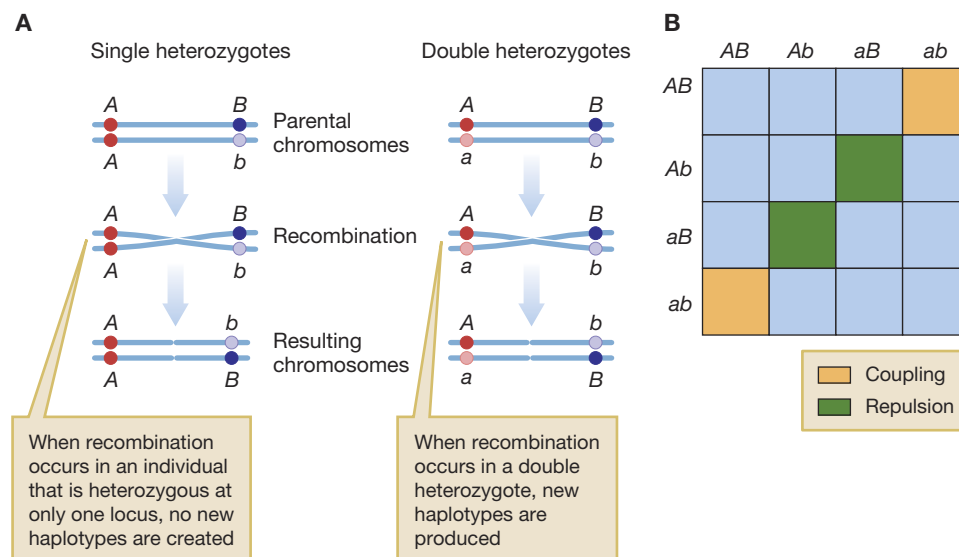 A
Single heterozygotes
A B
A b
Parental
chromosomes
A B
A b
Recombination
A b
A B
Resulting
chromosomes
When recombination
occurs in an individual
that is heterozygous at
only one locus, no new
haplotypes are created
Double heterozygotes
A B
a b
A B
a b
A b
a B
When recombination
occurs in a double
heterozygote, new
haplotypes are
produced
B
AB Ab aB ab
AB
Ab
aB
ab
Coupling
Repulsion